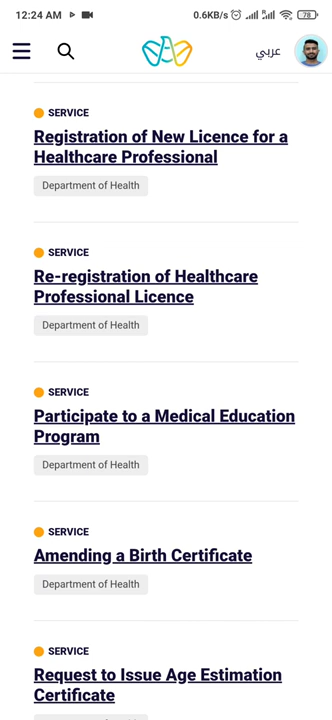 12:24 AM
0.6KB/s
78
عربي
SERVICE
Registration of New Licence for a
Healthcare Professional
Department of Health
SERVICE
Re-registration of Healthcare
Professional Licence
Department of Health
SERVICE
Participate to a Medical Education
Program
Department of Health
SERVICE
Amending a Birth Certificate
Department of Health
SERVICE
Request to Issue Age Estimation
Certificate